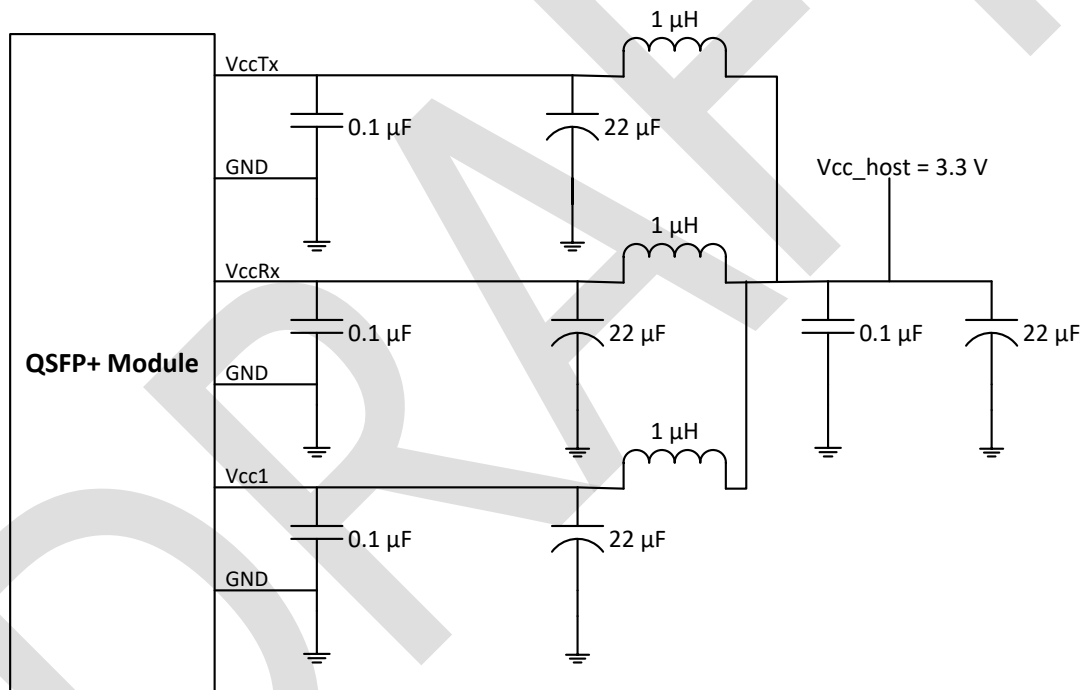 1 µH
VccTx
0.1 µF
22 µF
GND
Vcc_host = 3.3 V
1 µH
VccRx
0.1 µF
22 µF
0.1 µF
22 µF
QSFP+ Module
GND
1 µH
Vcc1
0.1 µF
22 µF
GND
DRAFT